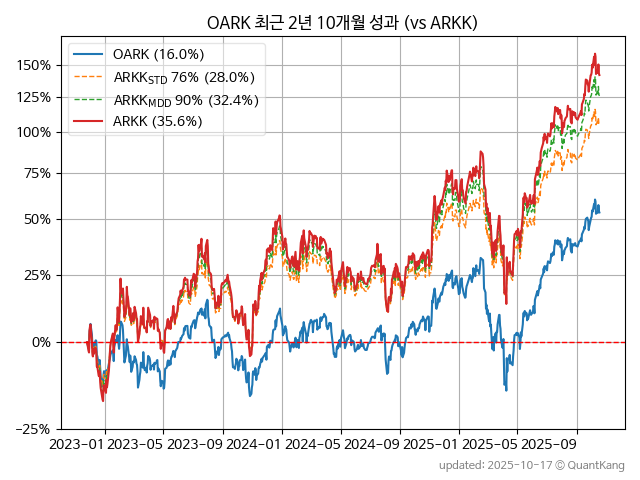 OARK 최근 2년 10개월 성과 (vs ARKK)
OARK (16.0%)
ARKKSTD 76% (28.0%)
ARKKMDD 90% (32.4%)
ARKK (35.6%)
150%
125%
100%
75%
50%
25%
0%
−25%
2023-01 2023-05 2023-09 2024-01 2024-05 2024-09 2025-01 2025-05 2025-09
updated: 2025-10-17 © QuantKang